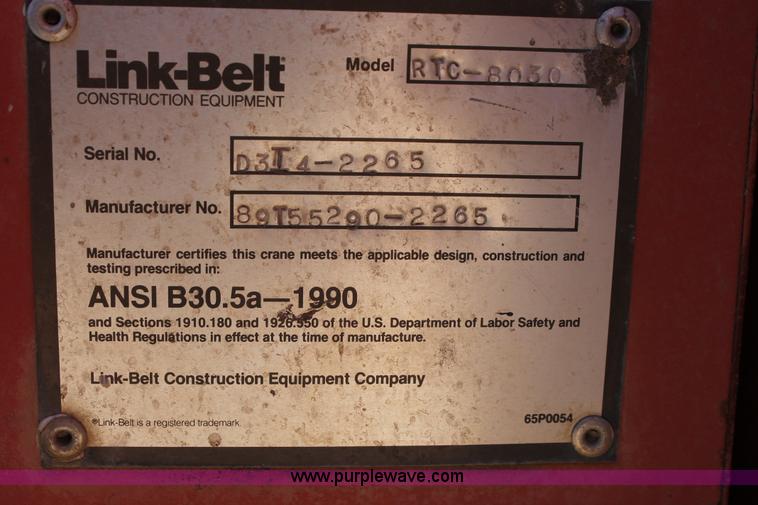 Link-Belt
CONSTRUCTION EQUIPMENT
Model RTC-8030
Serial No. D3I4-2265
Manufacturer No. 89T55290-2265
Manufacturer certifies this crane meets the applicable design, construction and
testing prescribed in:
ANSI B30.5a—1990
and Sections 1910.180 and 1926.550 of the U.S. Department of Labor Safety and
Health Regulations in effect at the time of manufacture.
Link-Belt Construction Equipment Company
®Link-Belt is a registered trademark.
65P0054
www.purplewave.com